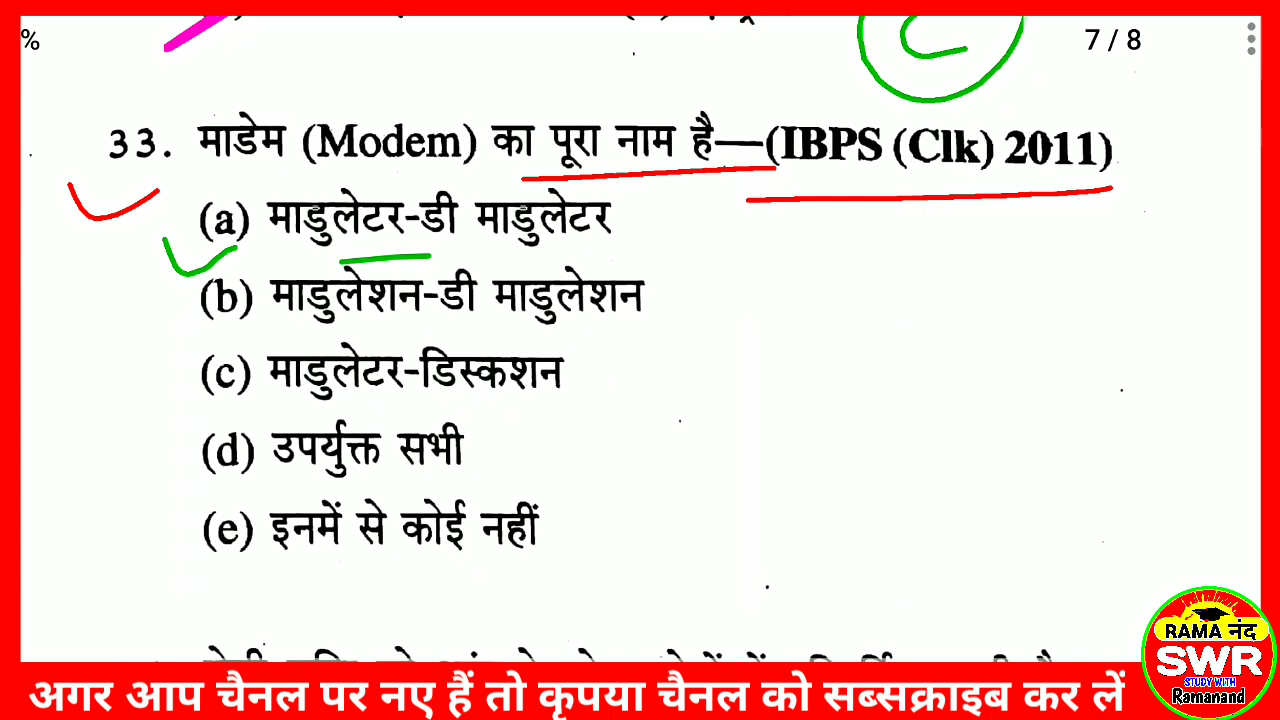 %
7 / 8
33. माडेम (Modem) का पूरा नाम है—(IBPS (Clk) 2011)
(a) माडुलेटर-डी माडुलेटर
(b) माडुलेशन-डी माडुलेशन
(c) माडुलेटर-डिस्कशन
(d) उपर्युक्त सभी
(e) इनमें से कोई नहीं
RAMA नंद
SWR
STUDY WITH
Ramanand
अगर आप चैनल पर नए हैं तो कृपया चैनल को सब्सक्राइब कर लें